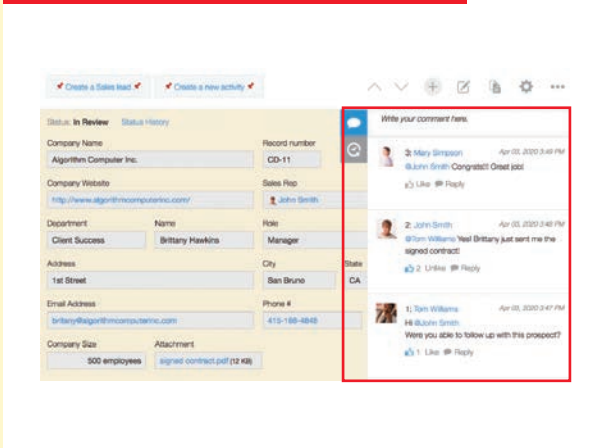 Create a Sales lead
Create a new activity
Status: In Review Status History
Company Name
Record number
Algorithm Computer Inc.
CD-11
Company Website
Sales Rep
http://www.algorithmcomputerinc.com/
John Smith
Department
Name
Role
Client Success
Brittany Hawkins
Manager
Address
City
State
1st Street
San Bruno
CA
Email Address
Phone #
brittany@algorithmcomputerinc.com
415-186-4848
Company Size
Attachment
500 employees
signed contract.pdf (12 KB)
Write your comment here.
3: Mary Simpson Apr 03, 2020 3:49 PM
@John Smith Congrats!!! Great job!
Like Reply
2: John Smith Apr 03, 2020 3:48 PM
@Tom Williams Yes! Brittany just sent me the
signed contract!
2 Unlike Reply
1: Tom Williams Apr 03, 2020 3:47 PM
Hi @John Smith
Were you able to follow up with this prospect?
1 Like Reply